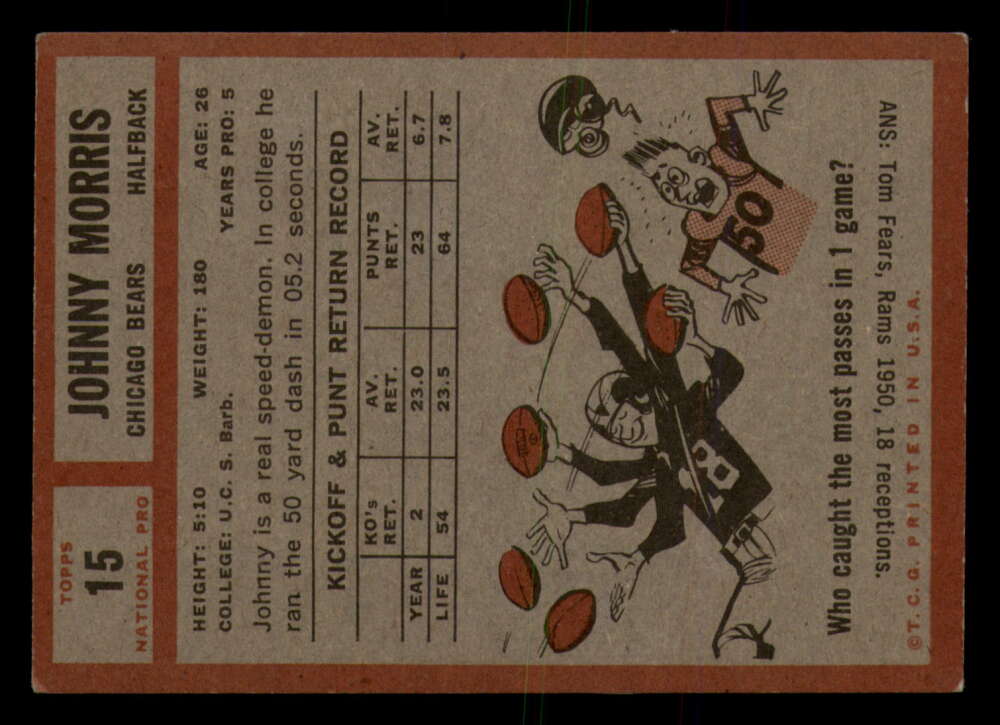 TOPPS
15
NATIONAL PRO
JOHNNY MORRIS
CHICAGO BEARS HALFBACK
HEIGHT: 5:10 WEIGHT: 180 AGE: 26
COLLEGE: U.C. S. Barb. YEARS PRO: 5
Johnny is a real speed-demon. In college he
ran the 50 yard dash in 05.2 seconds.
KICKOFF & PUNT RETURN RECORD
KO's RET. AV. RET. PUNTS RET. AV. RET.
YEAR 2 23.0 23 6.7
LIFE 54 23.5 64 7.8
50
8
Who caught the most passes in 1 game?
ANS: Tom Fears, Rams 1950, 18 receptions.
©T. C. G. PRINTED IN U.S.A.